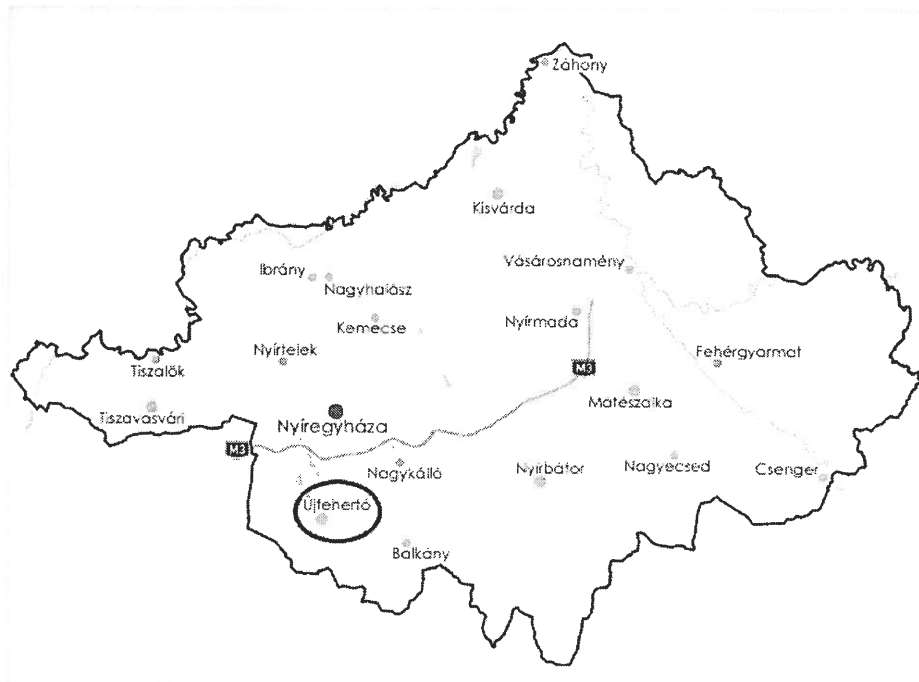 Záhony
Kisvárda
Vásárosnamény
Ibrány
Nagyhalász
Kemecse
Nyírmada
Nyírtelek
Fehérgyarmat
Tiszalök
M3
Mátészalka
Tiszavasvári
Nyíregyháza
M3
Nagykálló
Nyírbátor
Nagyecsed
Csenger
Újfehértó
Balkány